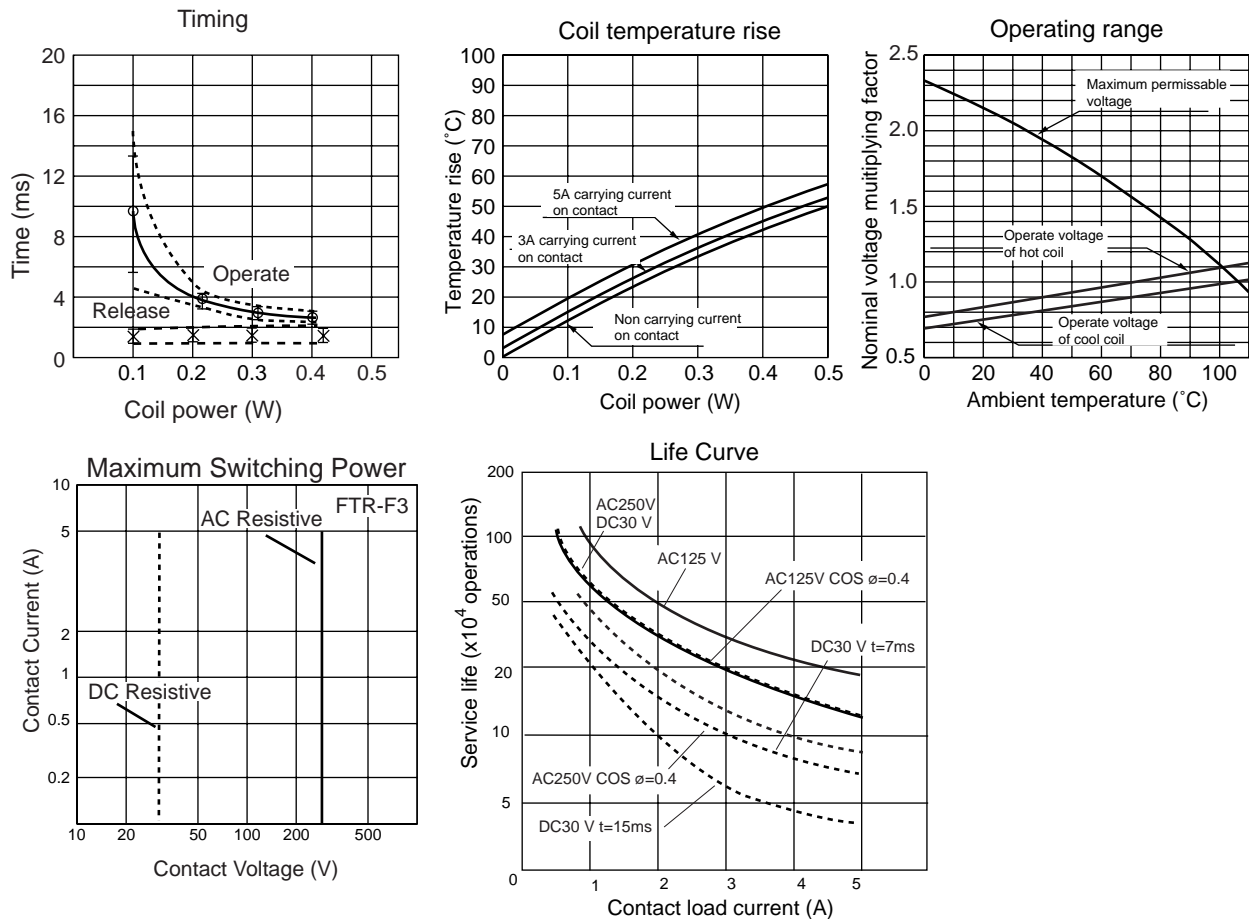 Timing
Time (ms)
20
16
12
8
4
0
Operate
Release
0.1
0.2
0.3
0.4
0.5
Coil power (W)
Coil temperature rise
Temperature rise (˚C)
100
90
80
70
60
50
40
30
20
10
0
5A carrying current
on contact
3A carrying current
on contact
Non carrying current
on contact
0
0.1
0.2
0.3
0.4
0.5
Coil power (W)
Operating range
Nominal voltage multiplying factor
2.5
2.0
1.5
1.0
0.5
Maximum permissable
voltage
Operate voltage
of hot coil
Operate voltage
of cool coil
0
20
40
60
80
100
Ambient temperature (˚C)
Maximum Switching Power
Contact Current (A)
10
5
2
1
0.5
0.2
FTR-F3
AC Resistive
DC Resistive
10
20
50
100
200
500
Contact Voltage (V)
Life Curve
Service life (x10⁴ operations)
200
100
50
20
10
5
0
AC250V
DC30 V
AC125 V
AC125V COS ø=0.4
DC30 V t=7ms
AC250V COS ø=0.4
DC30 V t=15ms
1
2
3
4
5
Contact load current (A)